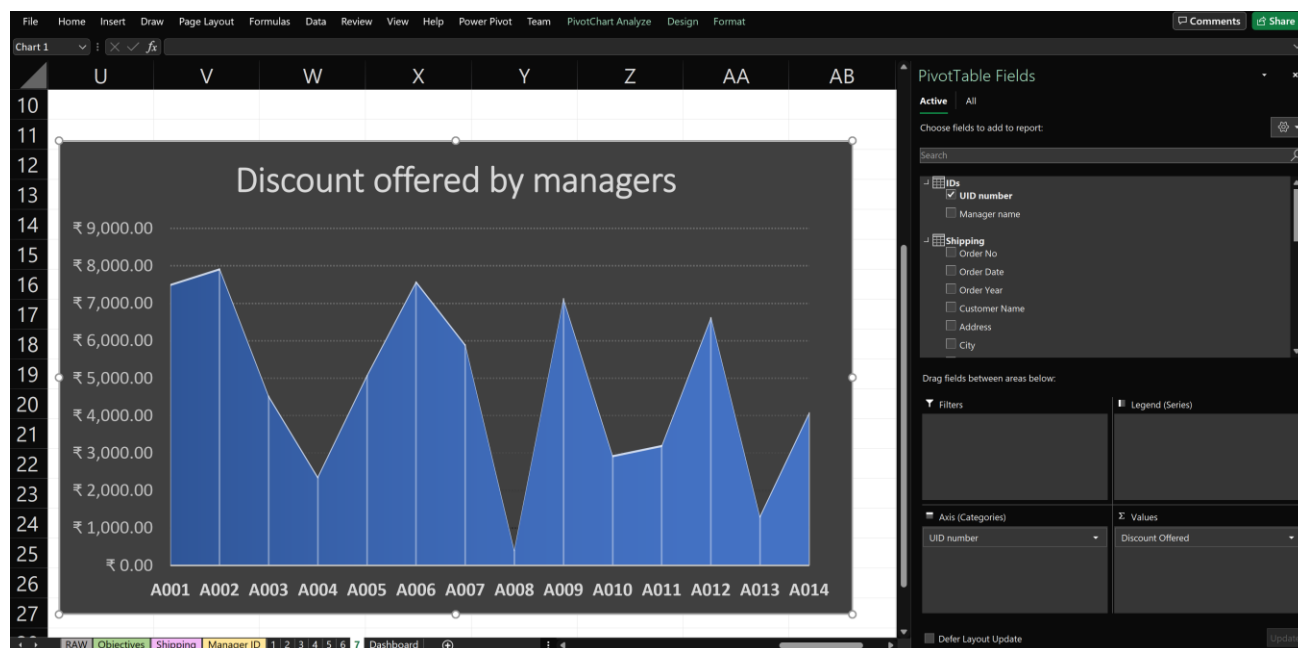 File Home Insert Draw Page Layout Formulas Data Review View Help Power Pivot Team PivotChart Analyze Design Format Comments Share
Chart 1 fx
U V W X Y Z AA AB
10
11
12
13
14
15
16
17
18
19
20
21
22
23
24
25
26
27
Discount offered by managers
₹ 9,000.00
₹ 8,000.00
₹ 7,000.00
₹ 6,000.00
₹ 5,000.00
₹ 4,000.00
₹ 3,000.00
₹ 2,000.00
₹ 1,000.00
₹ 0.00
A001 A002 A003 A004 A005 A006 A007 A008 A009 A010 A011 A012 A013 A014
RAW Objectives Shipping Manager ID 1 2 3 4 5 6 7 Dashboard
PivotTable Fields
Active All
Choose fields to add to report:
Search
IDs
UID number
Manager name
Shipping
Order No
Order Date
Order Year
Customer Name
Address
City
Drag fields between areas below:
Filters Legend (Series)
Axis (Categories) Σ Values
UID number Discount Offered
Defer Layout Update Update